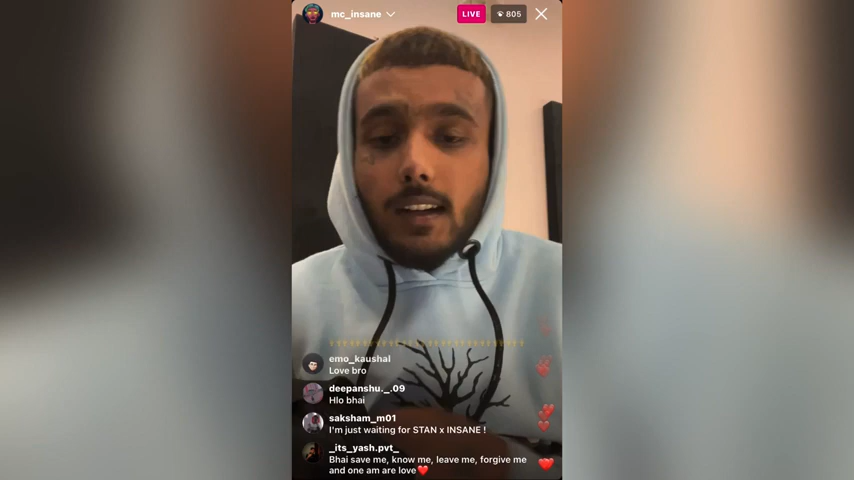 mc_insane
LIVE
805
emo_kaushal
Love bro
deepanshu._.09
Hlo bhai
saksham_m01
I'm just waiting for STAN x INSANE !
_its_yash.pvt_
Bhai save me, know me, leave me, forgive me
and one am are love❤️